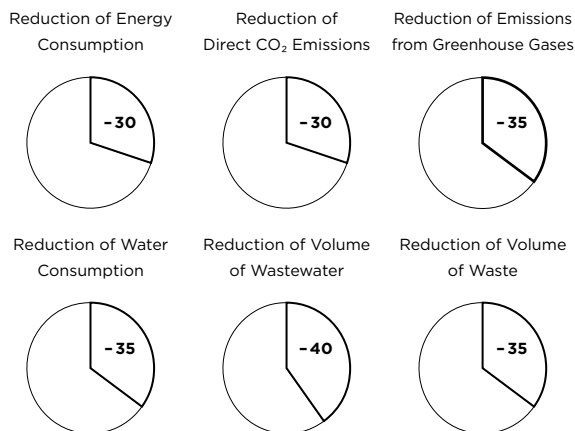 Reduction of Energy
Consumption
Reduction of
Direct CO₂ Emissions
Reduction of Emissions
from Greenhouse Gases
–30
–30
–35
Reduction of Water
Consumption
Reduction of Volume
of Wastewater
Reduction of Volume
of Waste
–35
–40
–35